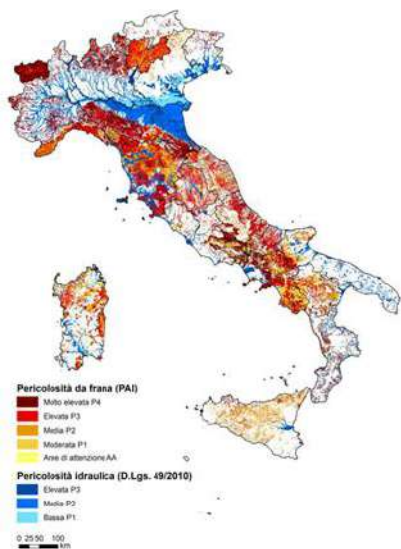 Pericolosità da frana (PAI)
Molto elevata P4
Elevata P3
Media P2
Moderata P1
Aree di attenzione AA
Pericolosità idraulica (D.Lgs. 49/2010)
Elevata P3
Media P2
Bassa P1
0 25 50 100
km